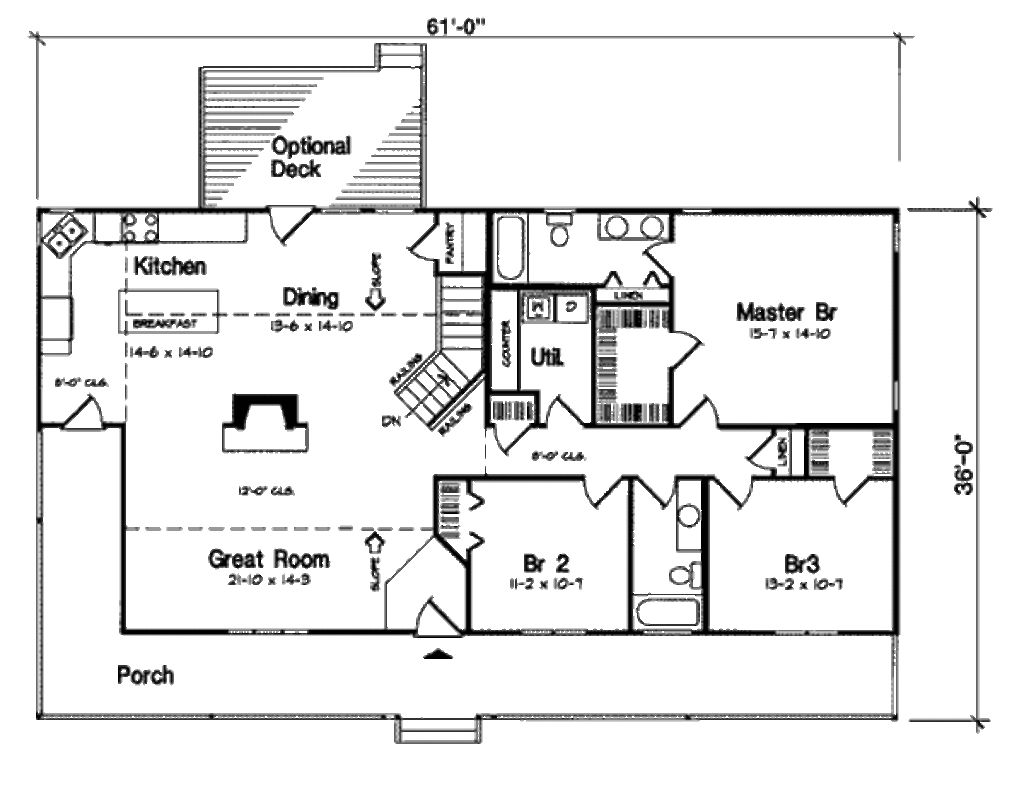 61'-0"
Optional
Deck
Kitchen
PANTRY
SLOPE
Dining
13-6 x 14-10
BREAKFAST
14-6 x 14-10
8'-0" CLG.
LINEN
COUNTER
Util.
Master Br
15-7 x 14-10
RAILING
DN
RAILING
8'-0" CLG.
LINEN
36'-0"
12'-0" CLG.
Great Room
21-10 x 14-3
SLOPE
Br 2
11-2 x 10-7
Br3
13-2 x 10-7
Porch